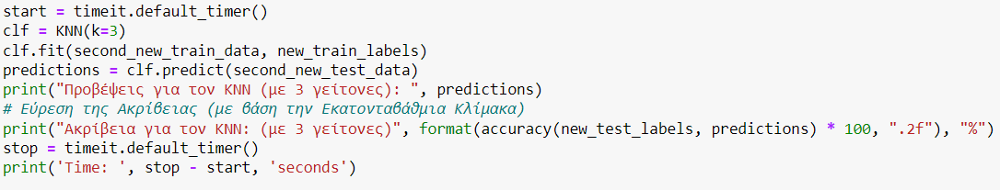 start = timeit.default_timer()
clf = KNN(k=3)
clf.fit(second_new_train_data, new_train_labels)
predictions = clf.predict(second_new_test_data)
print("Προβέψεις για τον KNN (με 3 γείτονες): ", predictions)
# Εύρεση της Ακρίβειας (με βάση την Εκατονταβάθμια Κλίμακα)
print("Ακρίβεια για τον KNN: (με 3 γείτονες)", format(accuracy(new_test_labels, predictions) * 100, ".2f"), "%")
stop = timeit.default_timer()
print('Time: ', stop - start, 'seconds')